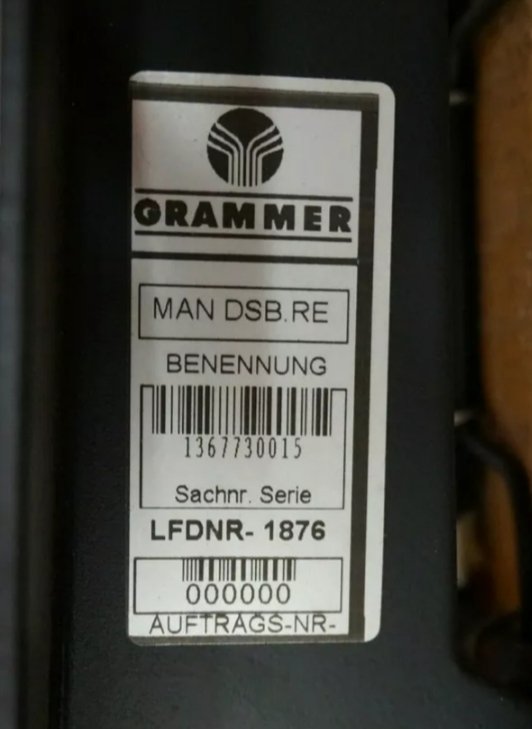 GRAMMER
MAN DSB.RE
BENENNUNG
1367730015
Sachnr. Serie
LFDNR- 1876
000000
AUFTRAGS-NR-